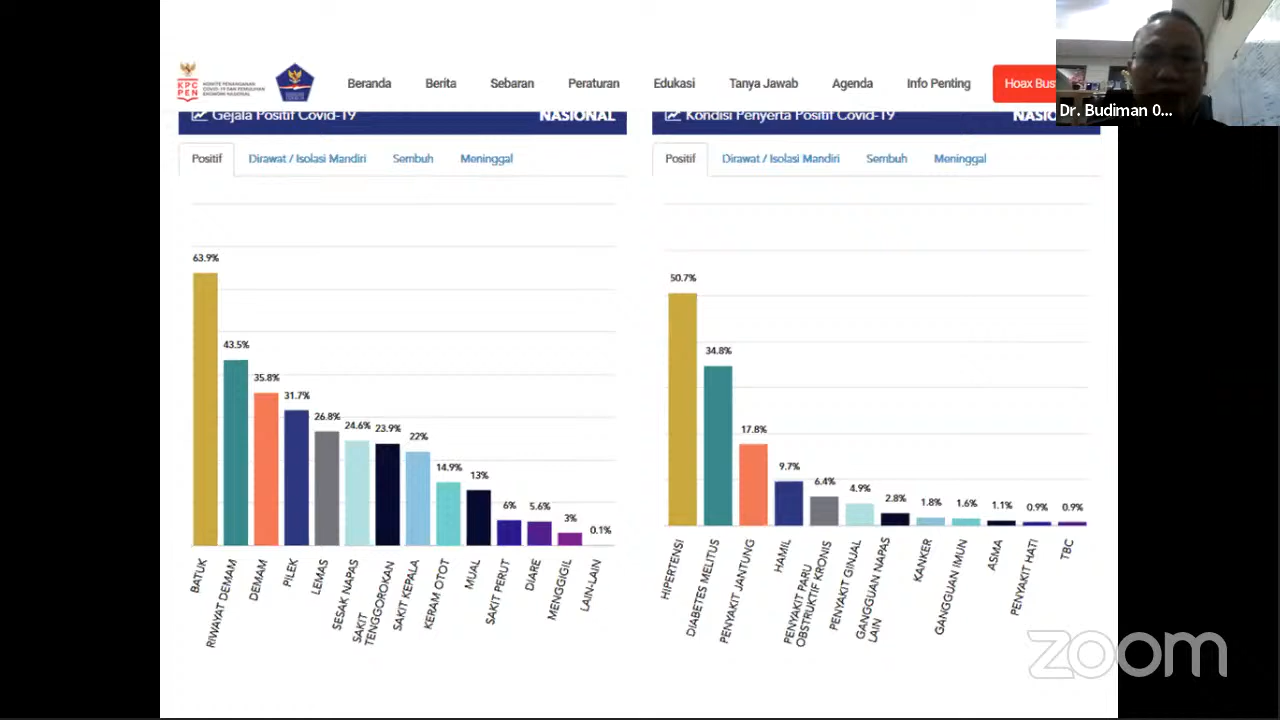 KPC PEN
KOMITE PENANGANAN
COVID-19 DAN PEMULIHAN
EKONOMI NASIONAL
Beranda
Berita
Sebaran
Peraturan
Edukasi
Tanya Jawab
Agenda
Info Penting
Hoax Bus
Dr. Budiman 0...
Gejala Positif Covid-19
NASIONAL
Positif
Dirawat / Isolasi Mandiri
Sembuh
Meninggal
63.9%
43.5%
35.8%
31.7%
26.8%
24.6%
23.9%
22%
14.9%
13%
6%
5.6%
3%
0.1%
BATUK
RIWAYAT DEMAM
DEMAM
PILEK
LEMAS
SESAK NAPAS
SAKIT
TENGGOROKAN
SAKIT KEPALA
KERAM OTOT
MUAL
SAKIT PERUT
DIARE
MENGGIGIL
LAIN-LAIN
Kondisi Penyerta Positif Covid-19
NASIO
Positif
Dirawat / Isolasi Mandiri
Sembuh
Meninggal
50.7%
34.8%
17.8%
9.7%
6.4%
4.9%
2.8%
1.8%
1.6%
1.1%
0.9%
0.9%
HIPERTENSI
DIABETES MELITUS
PENYAKIT JANTUNG
HAMIL
PENYAKIT PARU
OBSTRUKTIF KRONIS
PENYAKIT GINJAL
GANGGUAN NAPAS
LAIN
KANKER
GANGGUAN IMUN
ASMA
PENYAKIT HATI
TBC
zoom